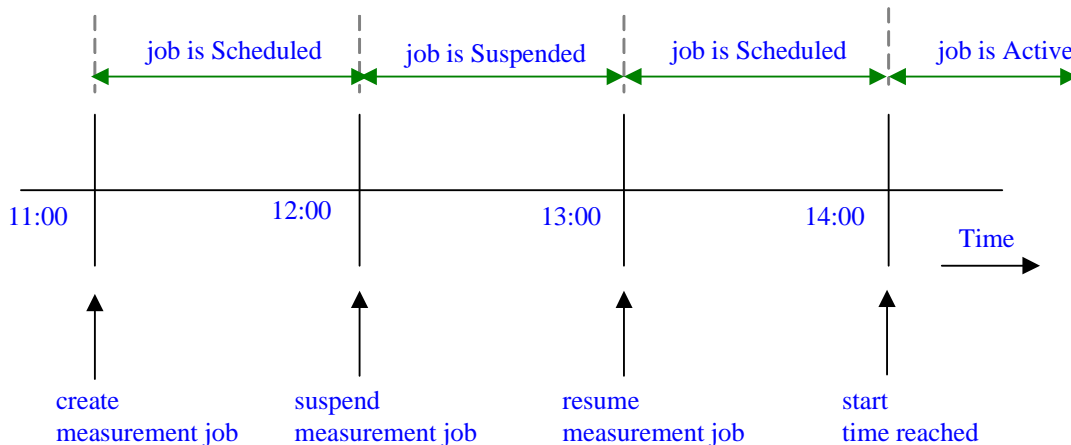 job is Scheduled
job is Suspended
job is Scheduled
job is Active
11:00
12:00
13:00
14:00
Time
create
measurement job
suspend
measurement job
resume
measurement job
start
time reached